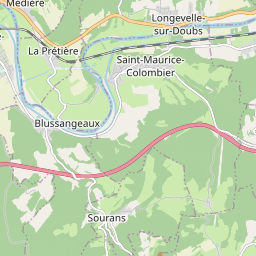 Médière
Longevelle-
sur-Doubs
La Prétière
Saint-Maurice-
Colombier
Blussangeaux
Sourans